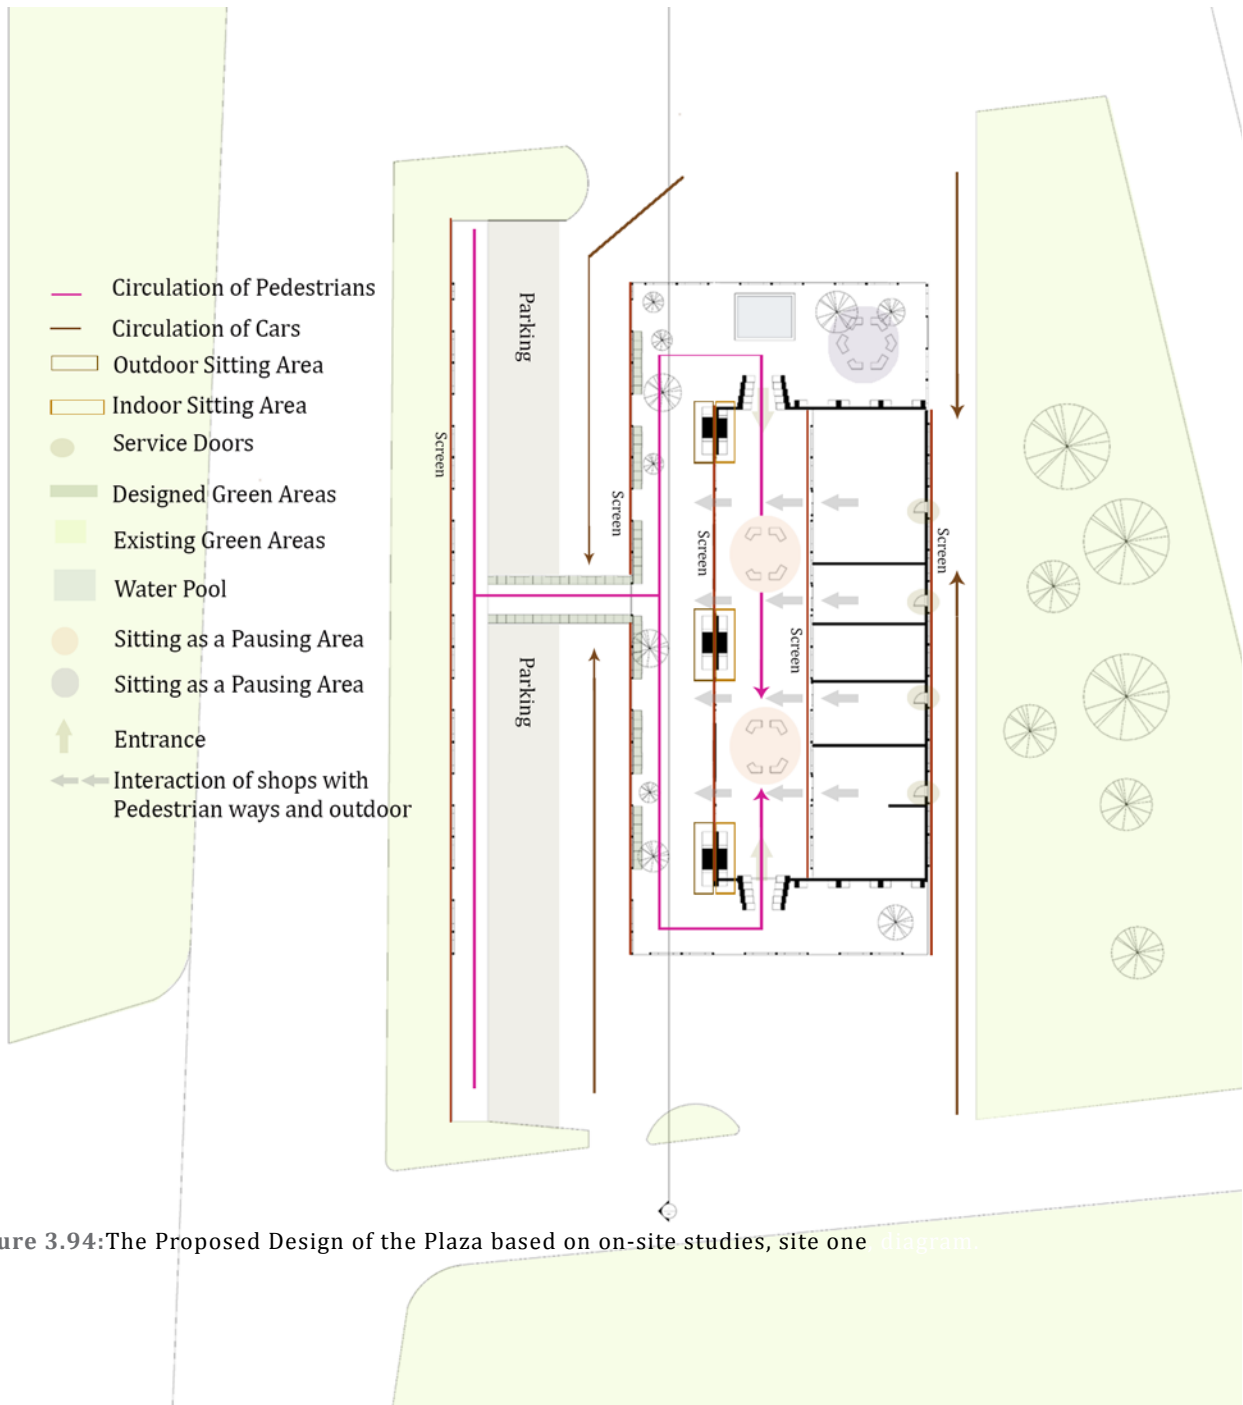 Circulation of Pedestrians
Circulation of Cars
Outdoor Sitting Area
Indoor Sitting Area
Service Doors
Designed Green Areas
Existing Green Areas
Water Pool
Sitting as a Pausing Area
Sitting as a Pausing Area
Entrance
Interaction of shops with
Pedestrian ways and outdoor
Screen
Parking
Parking
Screen
Screen
Screen
Screen
ure 3.94:The Proposed Design of the Plaza based on on-site studies, site one diagram